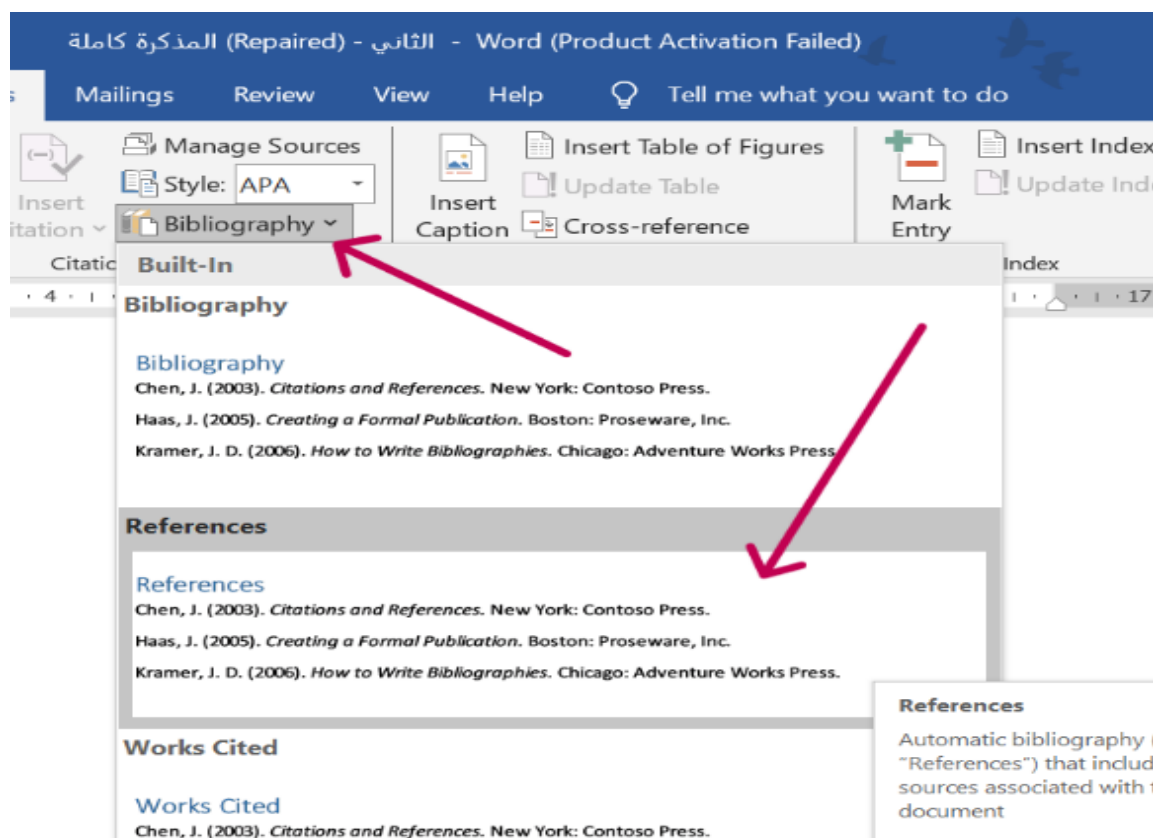 المذكرة كاملة (Repaired) - الثاني - Word (Product Activation Failed)
s Mailings Review View Help Tell me what you want to do
Manage Sources
Style: APA
Bibliography
Insert
itation
Citatic
Insert
Caption
Insert Table of Figures
Update Table
Cross-reference
Mark
Entry
Insert Index
Update Inde
Index
4
17
Built-In
Bibliography
Bibliography
Chen, J. (2003). Citations and References. New York: Contoso Press.
Haas, J. (2005). Creating a Formal Publication. Boston: Proseware, Inc.
Kramer, J. D. (2006). How to Write Bibliographies. Chicago: Adventure Works Press.
References
References
Chen, J. (2003). Citations and References. New York: Contoso Press.
Haas, J. (2005). Creating a Formal Publication. Boston: Proseware, Inc.
Kramer, J. D. (2006). How to Write Bibliographies. Chicago: Adventure Works Press.
References
Automatic bibliography (
"References") that includ
sources associated with t
document
Works Cited
Works Cited
Chen, J. (2003). Citations and References. New York: Contoso Press.